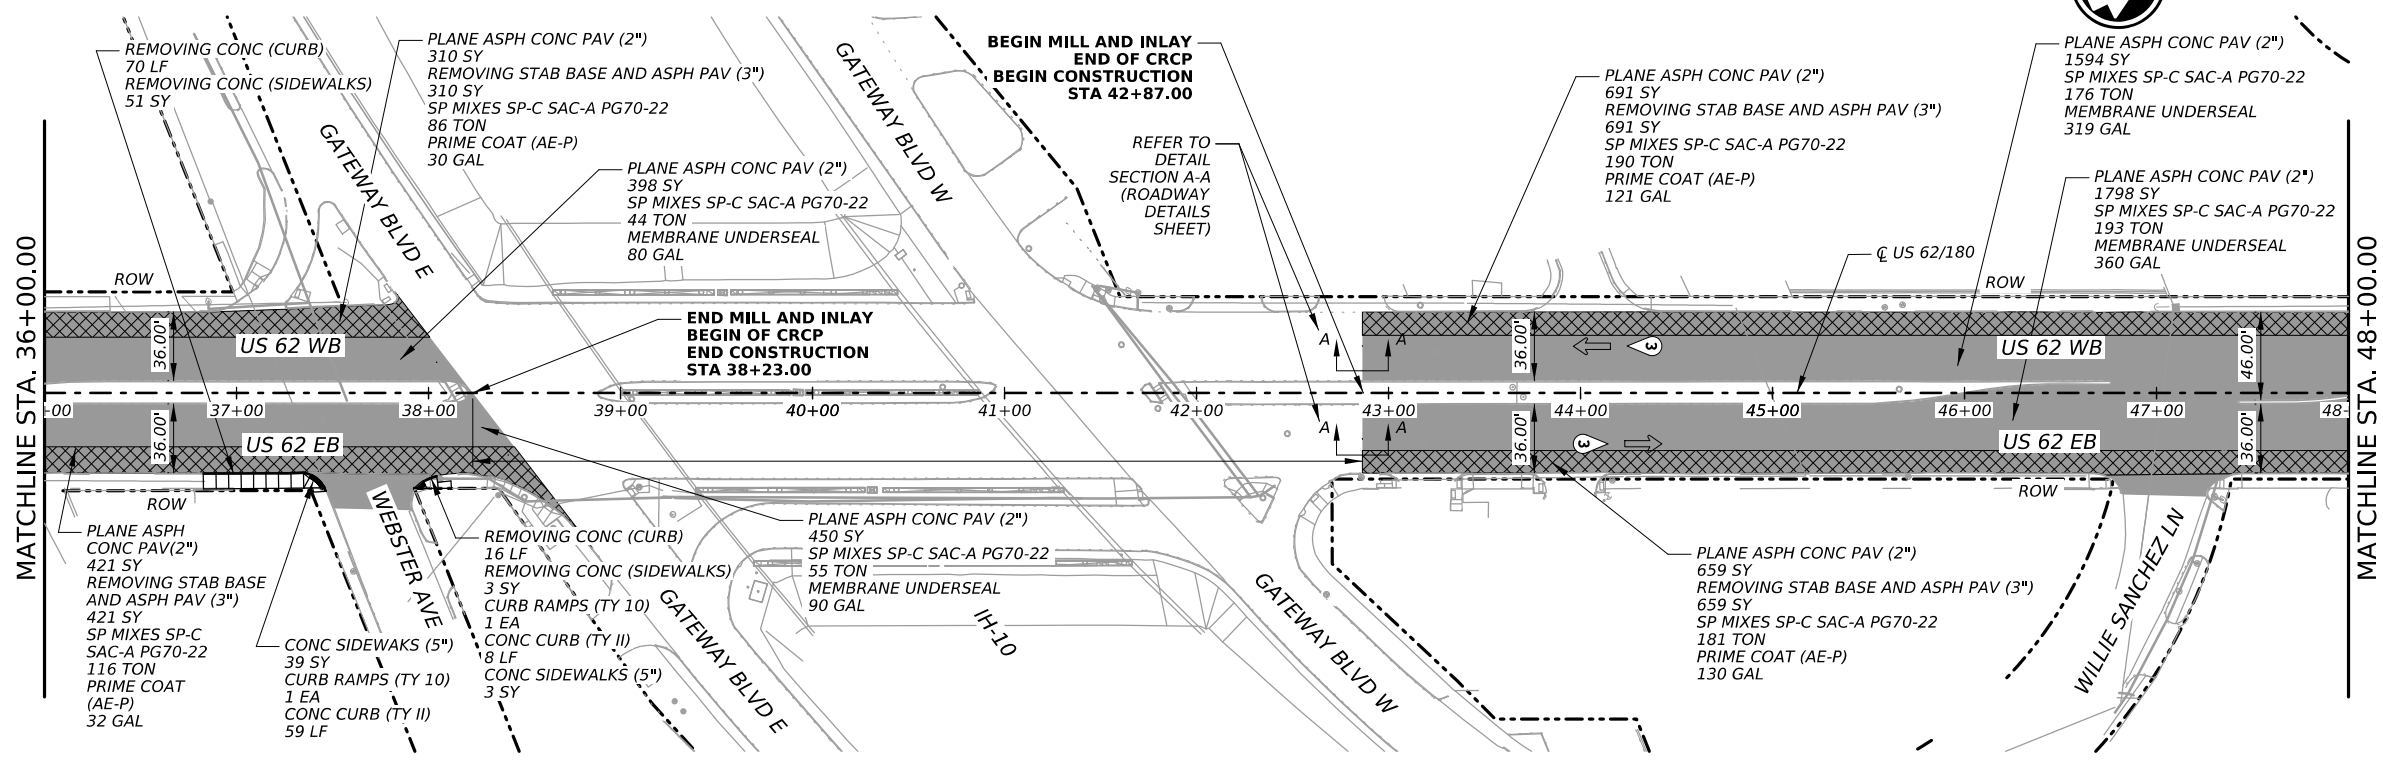 REMOVING CONC (CURB)
70 LF
REMOVING CONC (SIDEWALKS)
51 SY
PLANE ASPH CONC PAV (2")
310 SY
REMOVING STAB BASE AND ASPH PAV (3")
310 SY
SP MIXES SP-C SAC-A PG70-22
86 TON
PRIME COAT (AE-P)
30 GAL
PLANE ASPH CONC PAV (2")
398 SY
SP MIXES SP-C SAC-A PG70-22
44 TON
MEMBRANE UNDERSEAL
80 GAL
GATEWAY BLVD E
GATEWAY BLVD W
BEGIN MILL AND INLAY
END OF CRCP
BEGIN CONSTRUCTION
STA 42+87.00
REFER TO
DETAIL
SECTION A-A
(ROADWAY
DETAILS
SHEET)
PLANE ASPH CONC PAV (2")
691 SY
REMOVING STAB BASE AND ASPH PAV (3")
691 SY
SP MIXES SP-C SAC-A PG70-22
190 TON
PRIME COAT (AE-P)
121 GAL
PLANE ASPH CONC PAV (2")
1594 SY
SP MIXES SP-C SAC-A PG70-22
176 TON
MEMBRANE UNDERSEAL
319 GAL
PLANE ASPH CONC PAV (2")
1798 SY
SP MIXES SP-C SAC-A PG70-22
193 TON
MEMBRANE UNDERSEAL
360 GAL
℄ US 62/180
ROW
ROW
MATCHLINE STA. 36+00.00
MATCHLINE STA. 48+00.00
END MILL AND INLAY
BEGIN OF CRCP
END CONSTRUCTION
STA 38+23.00
36.00'
US 62 WB
A A
36.00'
3
US 62 WB
46.00'
+00 37+00 38+00 39+00 40+00 41+00 42+00 43+00 44+00 45+00 46+00 47+00 48-
36.00'
US 62 EB
A A
36.00'
3
US 62 EB
36.00'
ROW
ROW
WEBSTER AVE
PLANE ASPH
CONC PAV(2")
421 SY
REMOVING STAB BASE
AND ASPH PAV (3")
421 SY
SP MIXES SP-C
SAC-A PG70-22
116 TON
PRIME COAT
(AE-P)
32 GAL
CONC SIDEWAKS (5")
39 SY
CURB RAMPS (TY 10)
1 EA
CONC CURB (TY II)
59 LF
REMOVING CONC (CURB)
16 LF
REMOVING CONC (SIDEWALKS)
3 SY
CURB RAMPS (TY 10)
1 EA
CONC CURB (TY II)
8 LF
CONC SIDEWALKS (5")
3 SY
GATEWAY BLVD E
PLANE ASPH CONC PAV (2")
450 SY
SP MIXES SP-C SAC-A PG70-22
55 TON
MEMBRANE UNDERSEAL
90 GAL
IH-10
GATEWAY BLVD W
PLANE ASPH CONC PAV (2")
659 SY
REMOVING STAB BASE AND ASPH PAV (3")
659 SY
SP MIXES SP-C SAC-A PG70-22
181 TON
PRIME COAT (AE-P)
130 GAL
WILLIE SANCHEZ LN